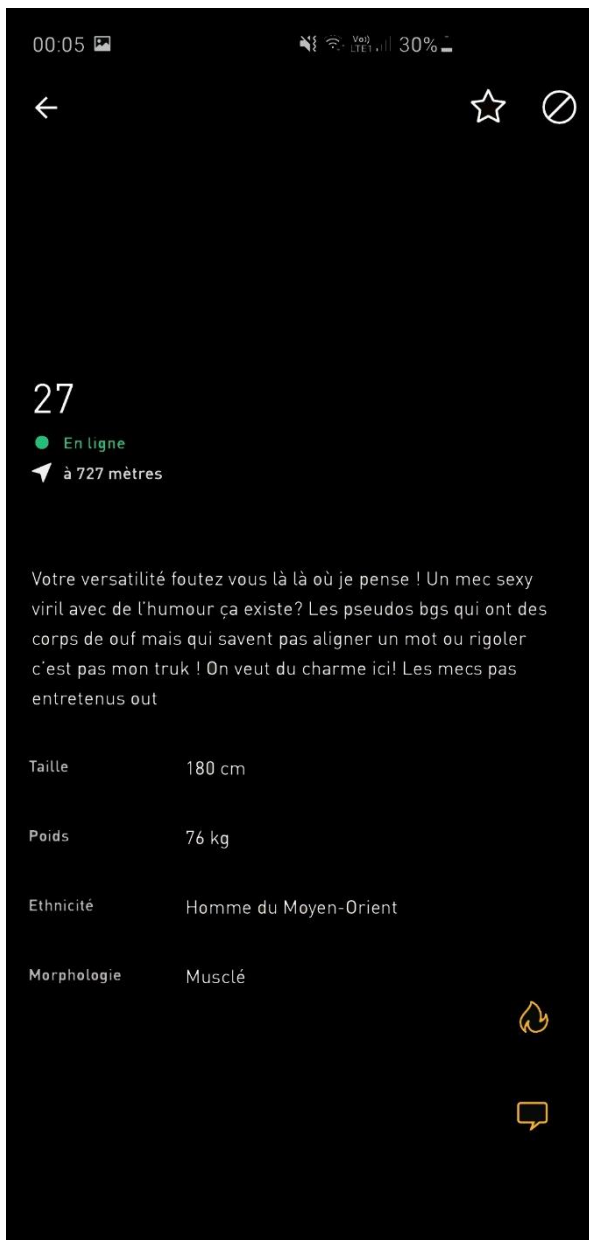 00:05
Vo))
LTE1
30%
27
En ligne
à 727 mètres
Votre versatilité foutez vous là là où je pense ! Un mec sexy
viril avec de l'humour ça existe? Les pseudos bgs qui ont des
corps de ouf mais qui savent pas aligner un mot ou rigoler
c'est pas mon truk ! On veut du charme ici! Les mecs pas
entretenus out
Taille 180 cm
Poids 76 kg
Ethnicité Homme du Moyen-Orient
Morphologie Musclé